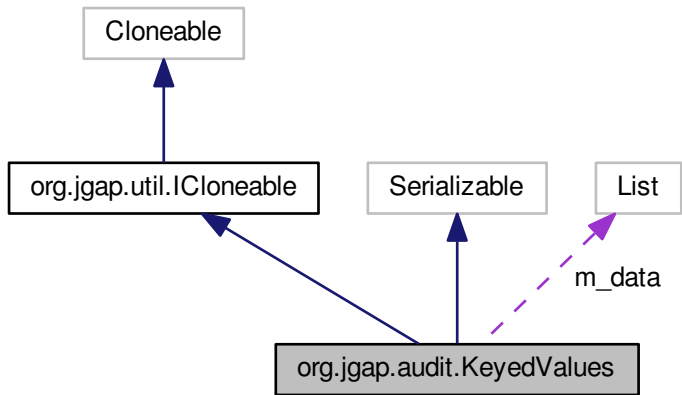 Cloneable
org.jgap.util.ICloneable
Serializable
List
m_data
org.jgap.audit.KeyedValues